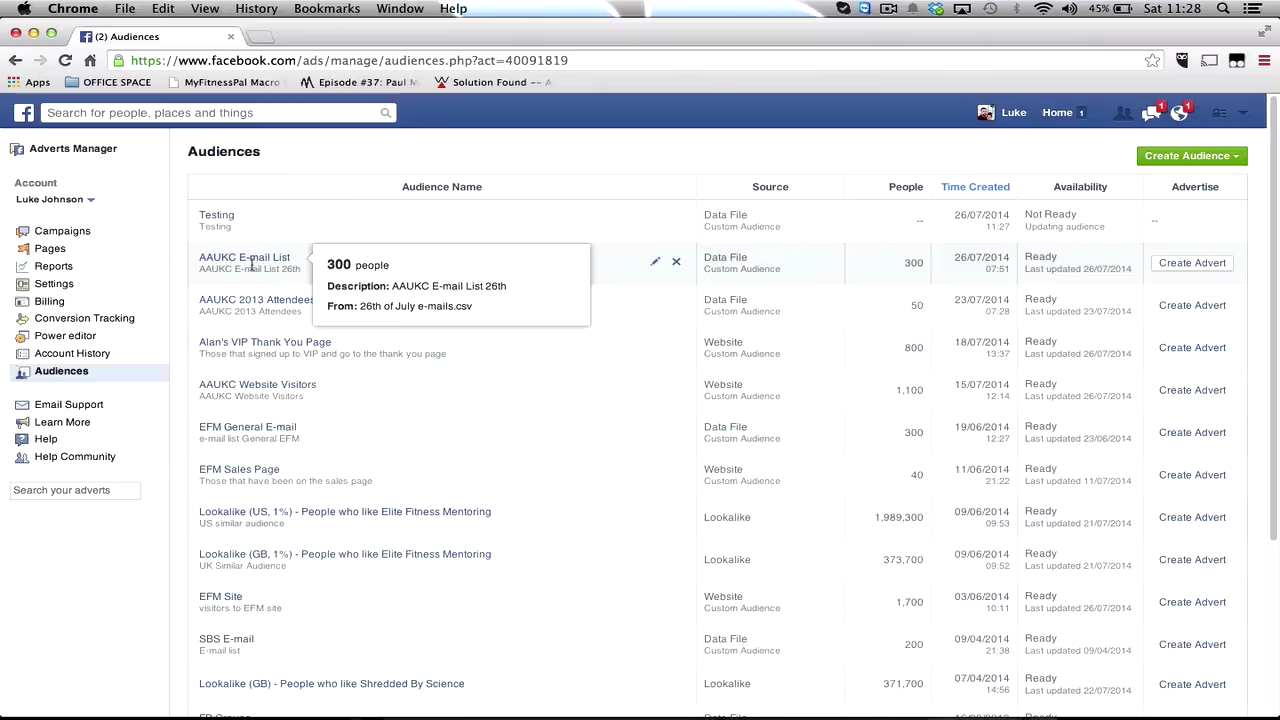 Chrome File Edit View History Bookmarks Window Help 45% Sat 11:28
(2) Audiences
https://www.facebook.com/ads/manage/audiences.php?act=40091819
Apps OFFICE SPACE MyFitnessPal Macro Episode #37: Paul M Solution Found -- A
Search for people, places and things Luke Home 1 1 1
Adverts Manager
Account
Luke Johnson
Campaigns
Pages
Reports
Settings
Billing
Conversion Tracking
Power editor
Account History
Audiences
Email Support
Learn More
Help
Help Community
Search your adverts
Audiences
Create Audience
Audience Name Source People Time Created Availability Advertise
Testing Data File -- 26/07/2014 Not Ready --
Testing Custom Audience 11:27 Updating audience
AAUKC E-mail List Data File 300 26/07/2014 Ready Create Advert
AAUKC E-mail List 26th Custom Audience 07:51 Last updated 26/07/2014
300 people
Description: AAUKC E-mail List 26th
From: 26th of July e-mails.csv
AAUKC 2013 Attendees Data File 50 23/07/2014 Ready Create Advert
AAUKC 2013 Attendees Custom Audience 07:28 Last updated 23/07/2014
Alan's VIP Thank You Page Website 800 18/07/2014 Ready Create Advert
Those that signed up to VIP and go to the thank you page Custom Audience 13:37 Last updated 26/07/2014
AAUKC Website Visitors Website 1,100 15/07/2014 Ready Create Advert
AAUKC Website Visitors Custom Audience 12:14 Last updated 26/07/2014
EFM General E-mail Data File 300 19/06/2014 Ready Create Advert
e-mail list General EFM Custom Audience 12:27 Last updated 23/06/2014
EFM Sales Page Website 40 11/06/2014 Ready Create Advert
Those that have been on the sales page Custom Audience 21:22 Last updated 11/07/2014
Lookalike (US, 1%) - People who like Elite Fitness Mentoring Lookalike 1,989,300 09/06/2014 Ready Create Advert
US similar audience 09:53 Last updated 21/07/2014
Lookalike (GB, 1%) - People who like Elite Fitness Mentoring Lookalike 373,700 09/06/2014 Ready Create Advert
UK Similar Audience 09:52 Last updated 21/07/2014
EFM Site Website 1,700 03/06/2014 Ready Create Advert
visitors to EFM site Custom Audience 10:11 Last updated 26/07/2014
SBS E-mail Data File 200 09/04/2014 Ready Create Advert
E-mail list Custom Audience 21:38 Last updated 09/04/2014
Lookalike (GB) - People who like Shredded By Science Lookalike 371,700 07/04/2014 Ready Create Advert
14:56 Last updated 22/07/2014